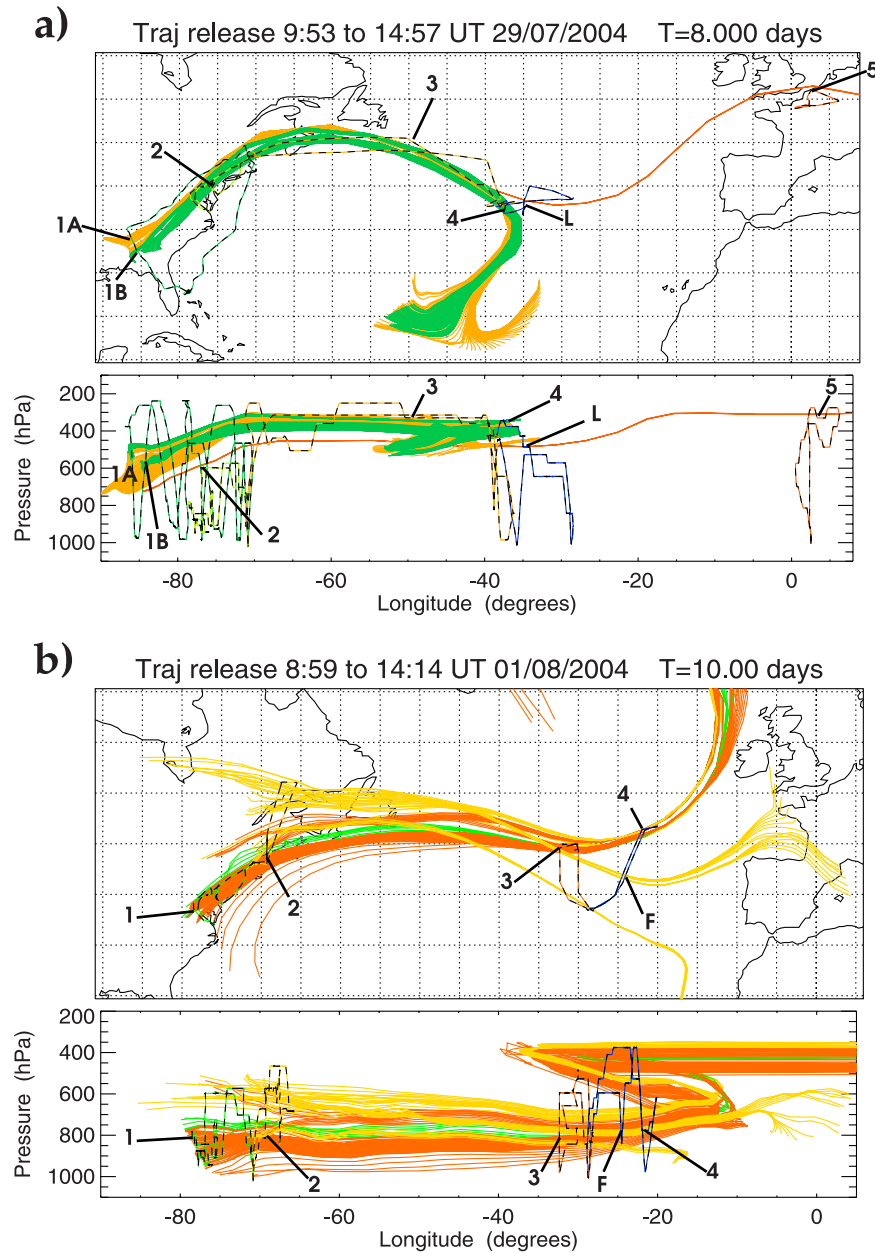 a)
Traj release 9:53 to 14:57 UT 29/07/2004 T=8.000 days
5
3
2
1A
4
L
1B
200
400
600
800
1000
Pressure (hPa)
3
4
5
L
1A
1B
2
-80
-60
-40
-20
0
Longitude (degrees)
b)
Traj release 8:59 to 14:14 UT 01/08/2004 T=10.00 days
4
3
1
2
F
200
400
600
800
1000
Pressure (hPa)
1
2
3
F
4
-80
-60
-40
-20
0
Longitude (degrees)